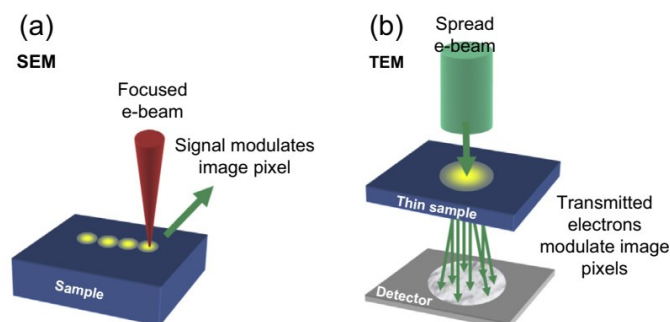 (a)
SEM
Focused
e-beam
Signal modulates
image pixel
Sample
(b)
TEM
Spread
e-beam
Thin sample
Transmitted
electrons
modulate image
pixels
Detector